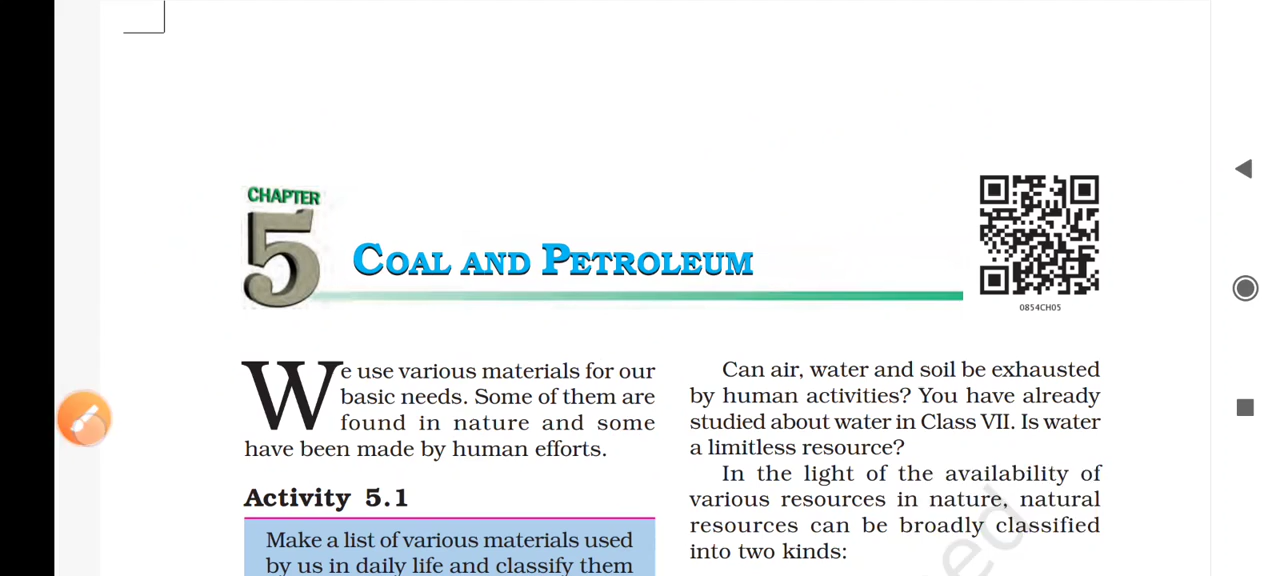 CHAPTER
5
COAL AND PETROLEUM
0854CH05
We use various materials for our
basic needs. Some of them are
found in nature and some
have been made by human efforts.
Activity 5.1
Make a list of various materials used
by us in daily life and classify them
Can air, water and soil be exhausted
by human activities? You have already
studied about water in Class VII. Is water
a limitless resource?
In the light of the availability of
various resources in nature, natural
resources can be broadly classified
into two kinds: